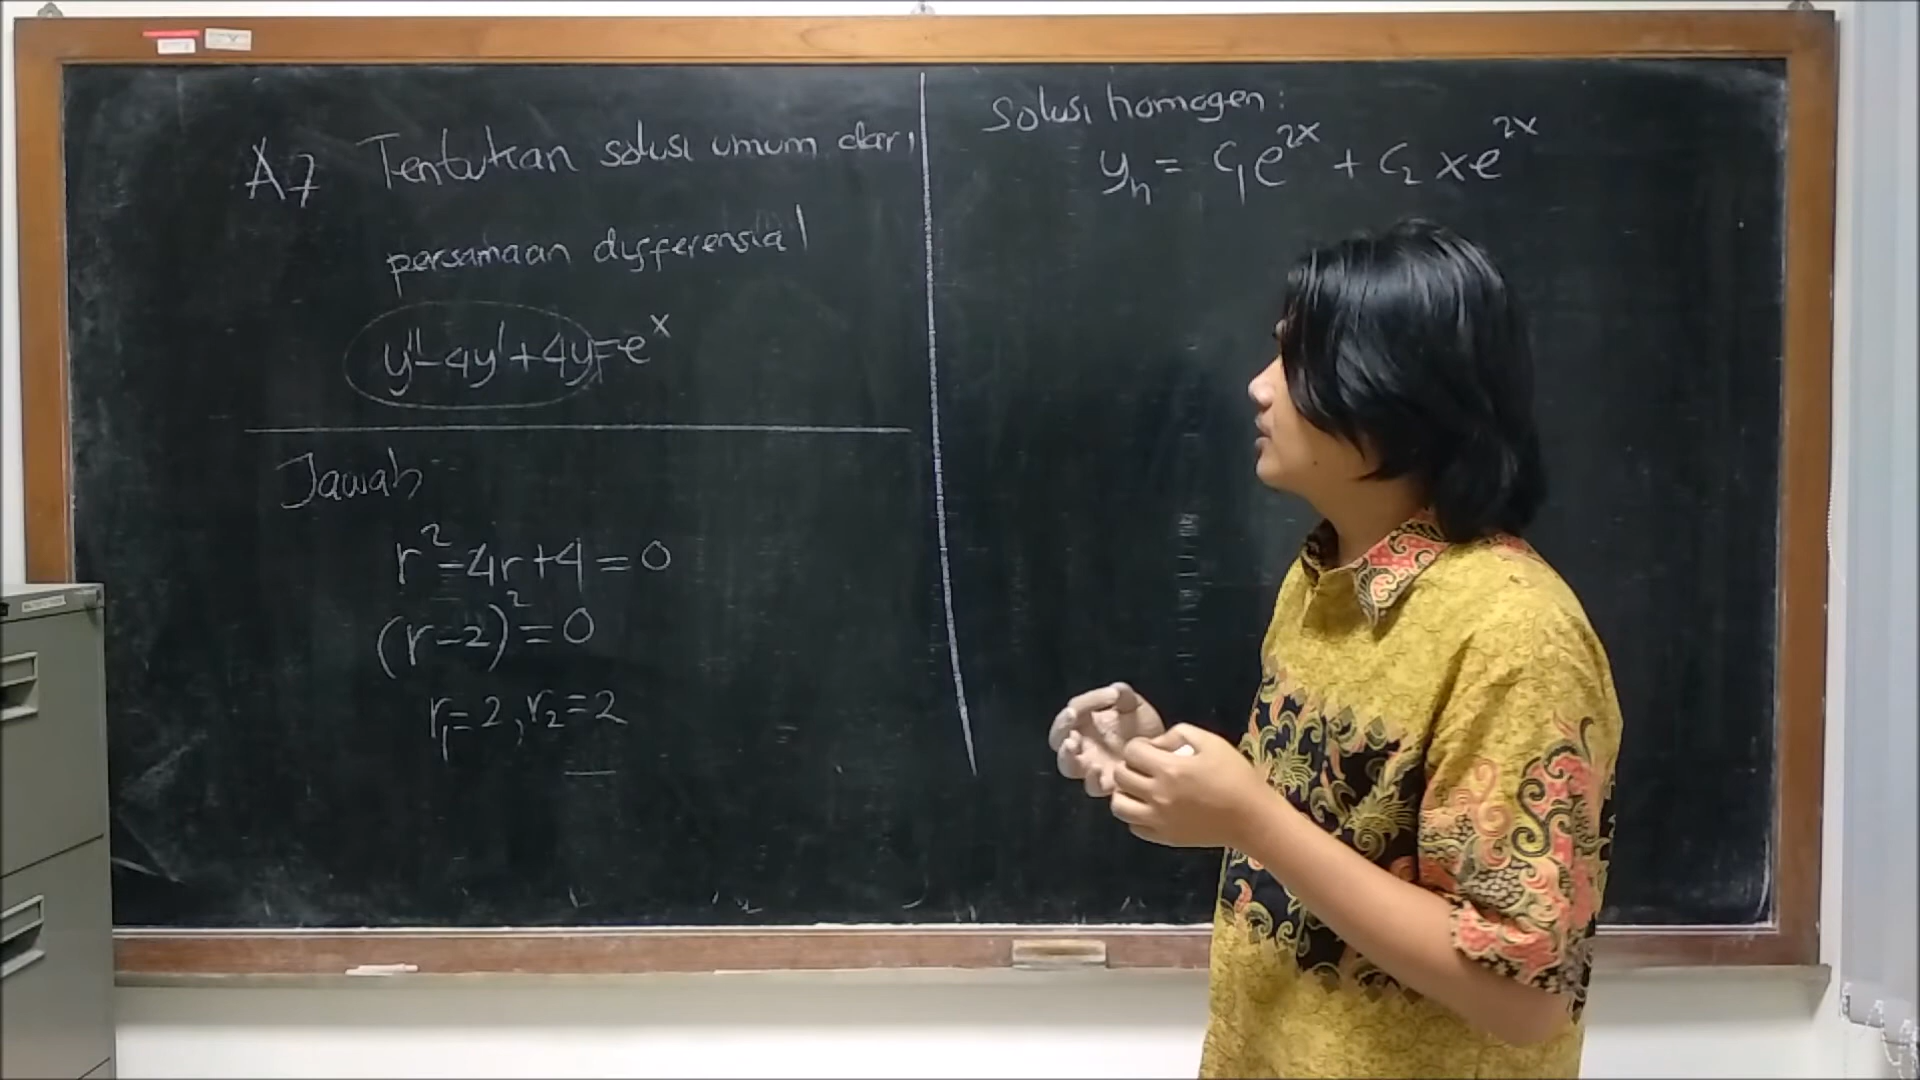 A7 Tentukan solusi umum dari
persamaan differensial
y''-4y'+4y=e^x
Jawab
r²-4r+4=0
(r-2)²=0
r₁=2, r₂=2
Solusi homogen:
yₕ = c₁e^{2x} + c₂xe^{2x}